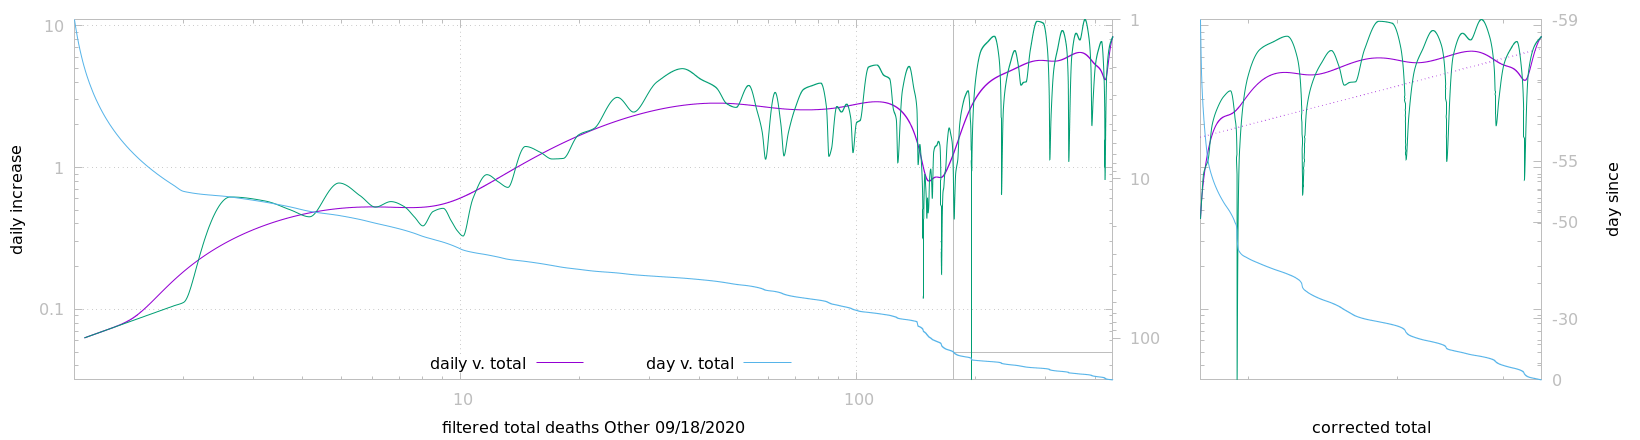 10
1
0.1
daily increase
daily v. total
day v. total
10
100
filtered total deaths Other 09/18/2020
1
10
100
-59
-55
-50
-30
0
day since
corrected total